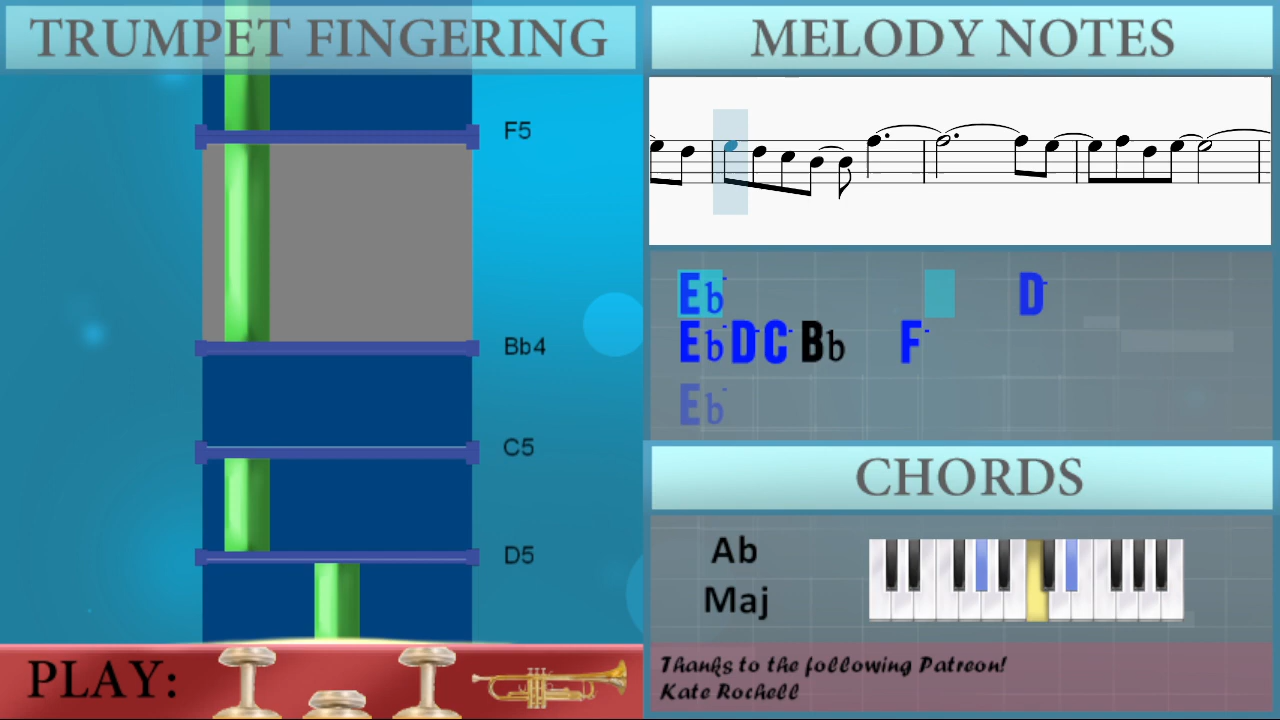 TRUMPET FINGERING
F5
Bb4
C5
D5
PLAY:
MELODY NOTES
Eb D
Eb D C Bb F
Eb
CHORDS
Ab
Maj
Thanks to the following Patreon!
Kate Rochell